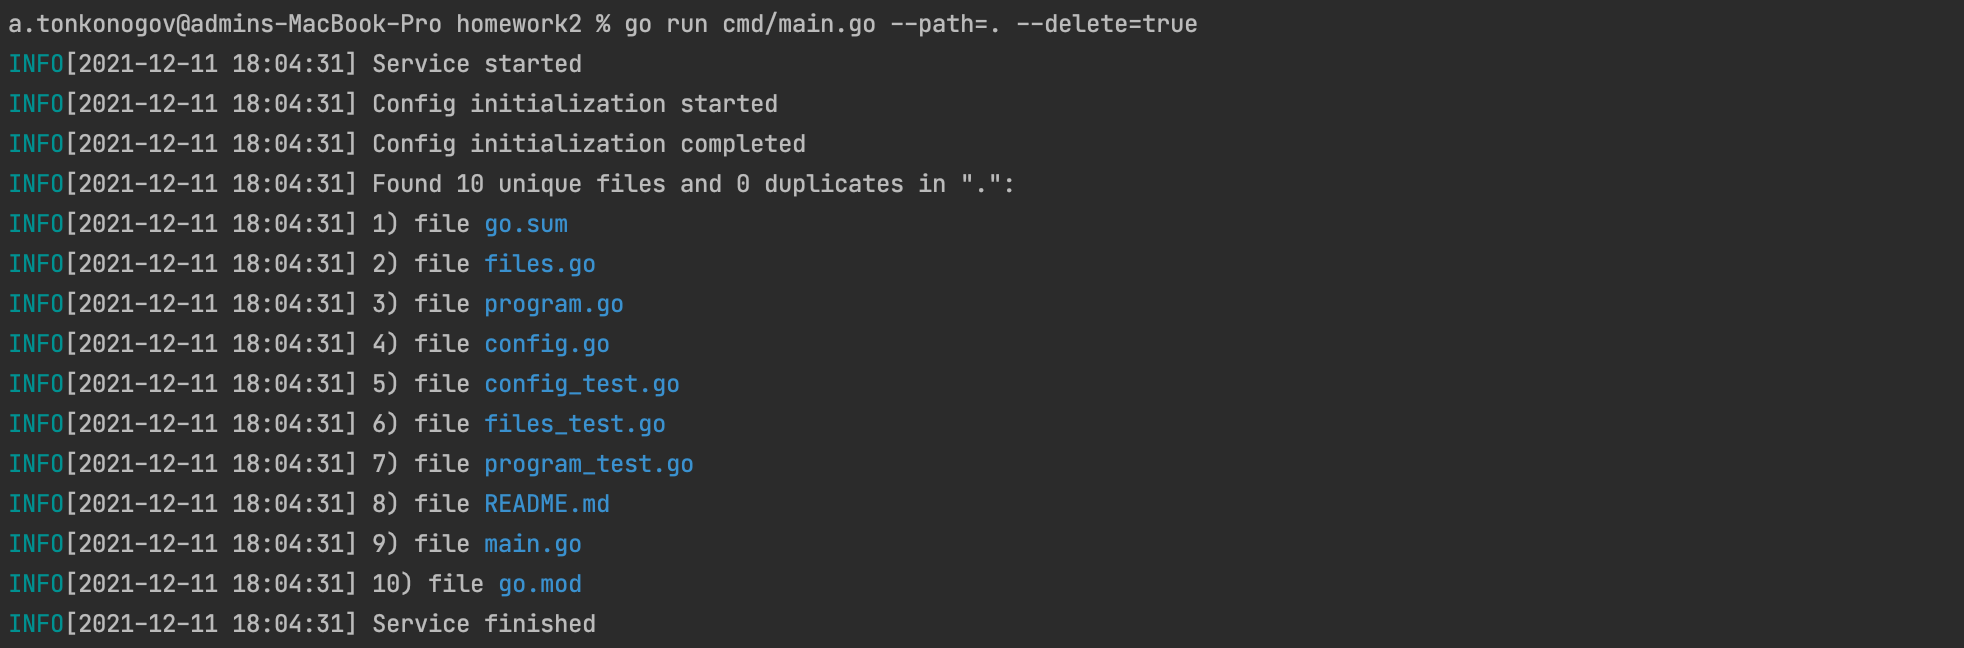 a.tonkonogov@admins-MacBook-Pro homework2 % go run cmd/main.go --path=. --delete=true
INFO[2021-12-11 18:04:31] Service started
INFO[2021-12-11 18:04:31] Config initialization started
INFO[2021-12-11 18:04:31] Config initialization completed
INFO[2021-12-11 18:04:31] Found 10 unique files and 0 duplicates in ".":
INFO[2021-12-11 18:04:31] 1) file go.sum
INFO[2021-12-11 18:04:31] 2) file files.go
INFO[2021-12-11 18:04:31] 3) file program.go
INFO[2021-12-11 18:04:31] 4) file config.go
INFO[2021-12-11 18:04:31] 5) file config_test.go
INFO[2021-12-11 18:04:31] 6) file files_test.go
INFO[2021-12-11 18:04:31] 7) file program_test.go
INFO[2021-12-11 18:04:31] 8) file README.md
INFO[2021-12-11 18:04:31] 9) file main.go
INFO[2021-12-11 18:04:31] 10) file go.mod
INFO[2021-12-11 18:04:31] Service finished